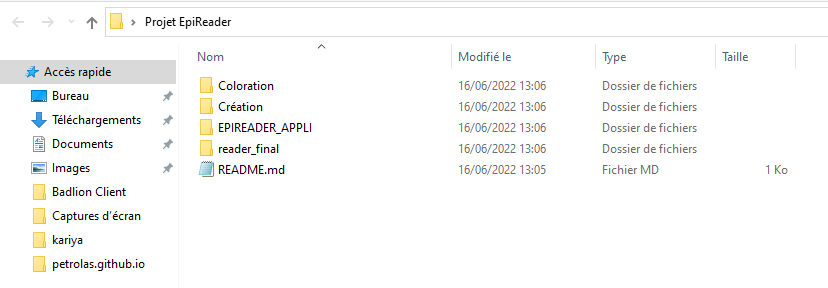 Projet EpiReader
Nom Modifié le Type Taille
Accès rapide
Bureau
Téléchargements
Documents
Images
Badlion Client
Captures d'écran
kariya
petrolas.github.io
Coloration 16/06/2022 13:06 Dossier de fichiers
Création 16/06/2022 13:06 Dossier de fichiers
EPIREADER_APPLI 16/06/2022 13:06 Dossier de fichiers
reader_final 16/06/2022 13:06 Dossier de fichiers
README.md 16/06/2022 13:05 Fichier MD 1 Ko